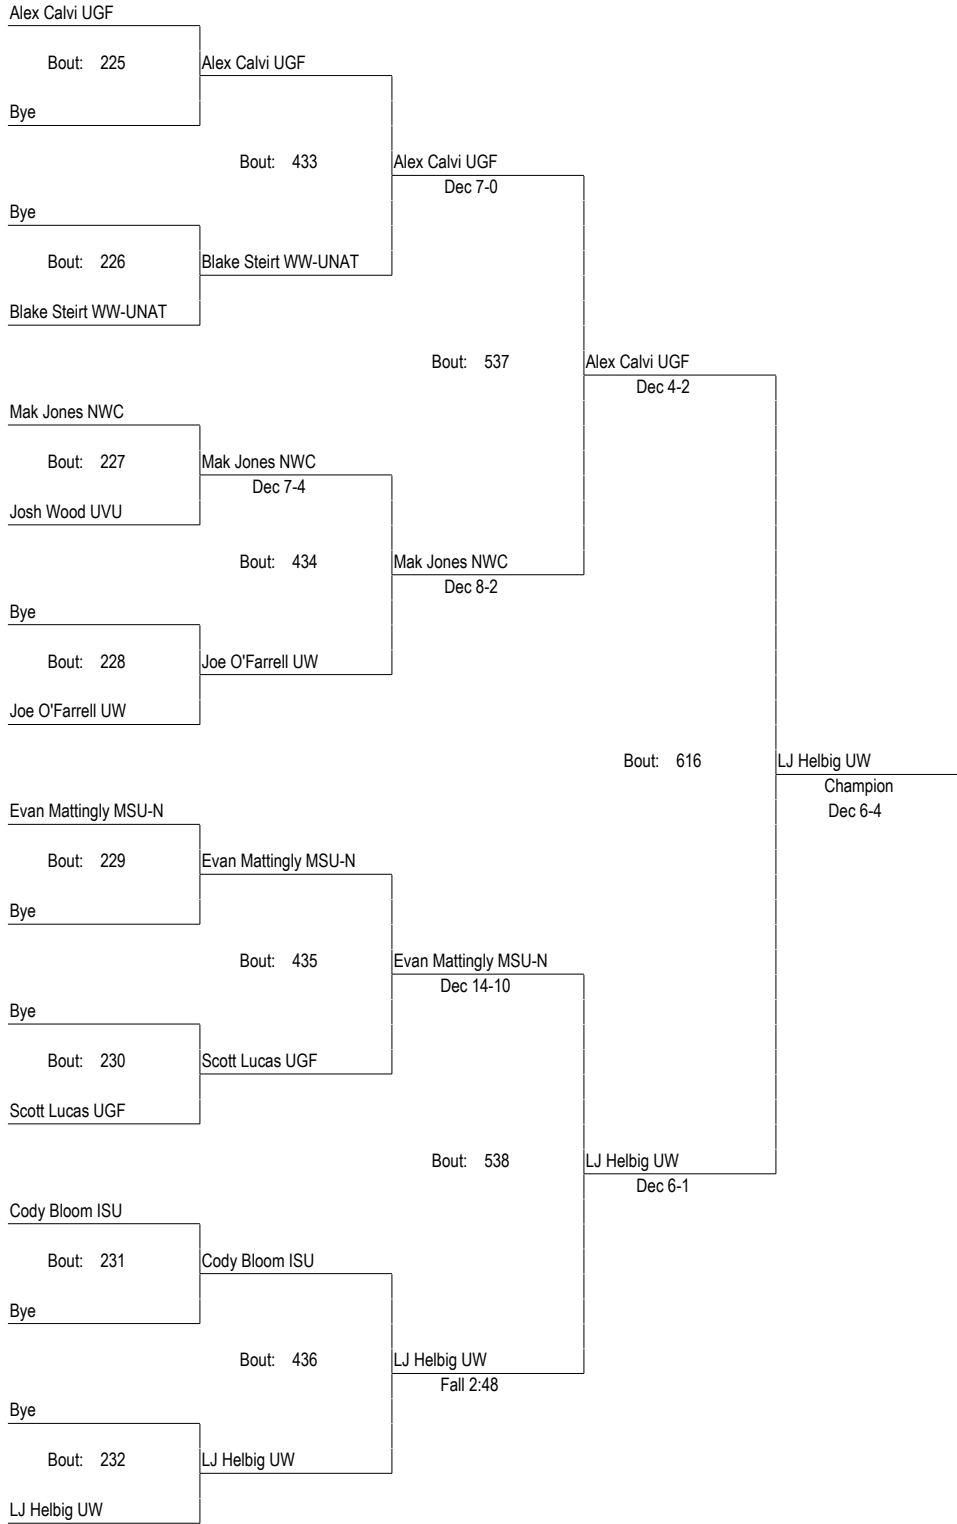 Alex Calvi UGF
Bout: 225 Alex Calvi UGF
Bye
Bout: 433 Alex Calvi UGF
Dec 7-0
Bye
Bout: 226 Blake Steirt WW-UNAT
Blake Steirt WW-UNAT
Bout: 537 Alex Calvi UGF
Dec 4-2
Mak Jones NWC
Bout: 227 Mak Jones NWC
Dec 7-4
Josh Wood UVU
Bout: 434 Mak Jones NWC
Dec 8-2
Bye
Bout: 228 Joe O'Farrell UW
Joe O'Farrell UW
Bout: 616 LJ Helbig UW
Champion
Evan Mattingly MSU-N Dec 6-4
Bout: 229 Evan Mattingly MSU-N
Bye
Bout: 435 Evan Mattingly MSU-N
Dec 14-10
Bye
Bout: 230 Scott Lucas UGF
Scott Lucas UGF
Bout: 538 LJ Helbig UW
Dec 6-1
Cody Bloom ISU
Bout: 231 Cody Bloom ISU
Bye
Bout: 436 LJ Helbig UW
Fall 2:48
Bye
Bout: 232 LJ Helbig UW
LJ Helbig UW